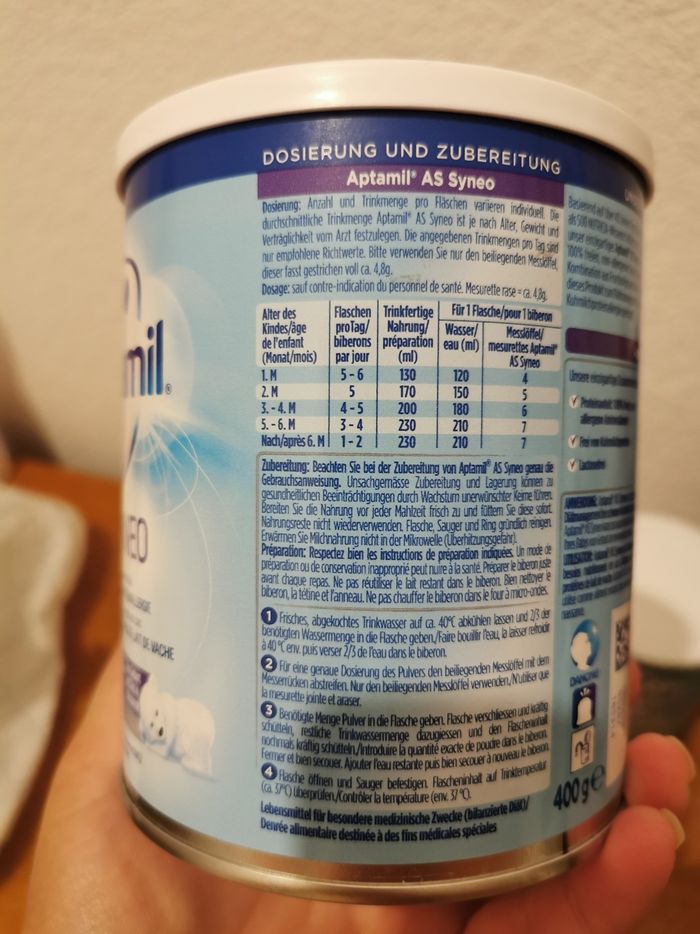 DOSIERUNG UND ZUBEREITUNG
Aptamil® AS Syneo
Dosierung: Anzahl und Trinkmenge pro Fläschen variieren individuell. Die
durchschnittliche Trinkmenge Aptamil® AS Syneo ist je nach Alter, Gewicht und
Verträglichkeit vom Arzt festzulegen. Die angegebenen Trinkmengen pro Tag sind
nur empfohlene Richtwerte. Bitte verwenden Sie nur den beiliegenden Messlöffel,
dieser fasst gestrichen voll ca. 4,8g.
Dosage: sauf contre-indication du personnel de santé. Mesurette rase = ca. 4,8g.
Alter des Kindes/âge de l'enfant (Monat/mois) Flaschen pro Tag/biberons par jour Trinkfertige Nahrung/préparation (ml) Für 1 Flasche/pour 1 biberon
Wasser/eau (ml) Messlöffel/mesurettes Aptamil® AS Syneo
1. M 5 - 6 130 120 4
2. M 5 170 150 5
3. - 4. M 4 - 5 200 180 6
5. - 6. M 3 - 4 230 210 7
Nach/après 6. M 1 - 2 230 210 7
Zubereitung: Beachten Sie bei der Zubereitung von Aptamil® AS Syneo genau die
Gebrauchsanweisung. Unsachgemässe Zubereitung und Lagerung können zu
gesundheitlichen Beeinträchtigungen durch Wachstum unerwünschter Keime führen.
Bereiten Sie die Nahrung vor jeder Mahlzeit frisch zu und füttern Sie diese sofort.
Nahrungsreste nicht wiederverwenden. Flasche, Sauger und Ring gründlich reinigen.
Erwärmen Sie Milchnahrung nicht in der Mikrowelle (Überhitzungsgefahr).
Préparation: Respectez bien les instructions de préparation indiquées. Un mode de
préparation ou de conservation inapproprié peut nuire à la santé. Préparer le biberon juste
avant chaque repas. Ne pas réutiliser le lait restant dans le biberon. Bien nettoyer le
biberon, la tétine et l'anneau. Ne pas chauffer le biberon dans le four à micro-ondes.
1 Frisches, abgekochtes Trinkwasser auf ca. 40°C abkühlen lassen und 2/3 der
benötigten Wassermenge in die Flasche geben./Faire bouillir l'eau, la laisser refroidir
à 40 °C env. puis verser 2/3 de l'eau dans le biberon.
2 Für eine genaue Dosierung des Pulvers den beiliegenden Messlöffel mit dem
Messerrücken abstreifen. Nur den beiliegenden Messlöffel verwenden./N'utiliser que
la mesurette jointe et araser.
3 Benötigte Menge Pulver in die Flasche geben. Flasche verschliessen und kräftig
schütteln, restliche Trinkwassermenge dazugiessen und den Flascheninhalt
nochmals kräftig schütteln/Introduire la quantité exacte de poudre dans le biberon.
Fermer et bien secouer. Ajouter l'eau restante puis bien secouer à nouveau le biberon.
4 Flasche öffnen und Sauger befestigen. Flascheninhalt auf Trinktemperatur
(ca. 37°C) überprüfen./Contrôler la température (env. 37 °C).
Lebensmittel für besondere medizinische Zwecke (bilanzierte Diät)/
Denrée alimentaire destinée à des fins médicales spéciales
mil®
NEO
LAIT DE VACHE
Lactosefrei
DANONE
400g e